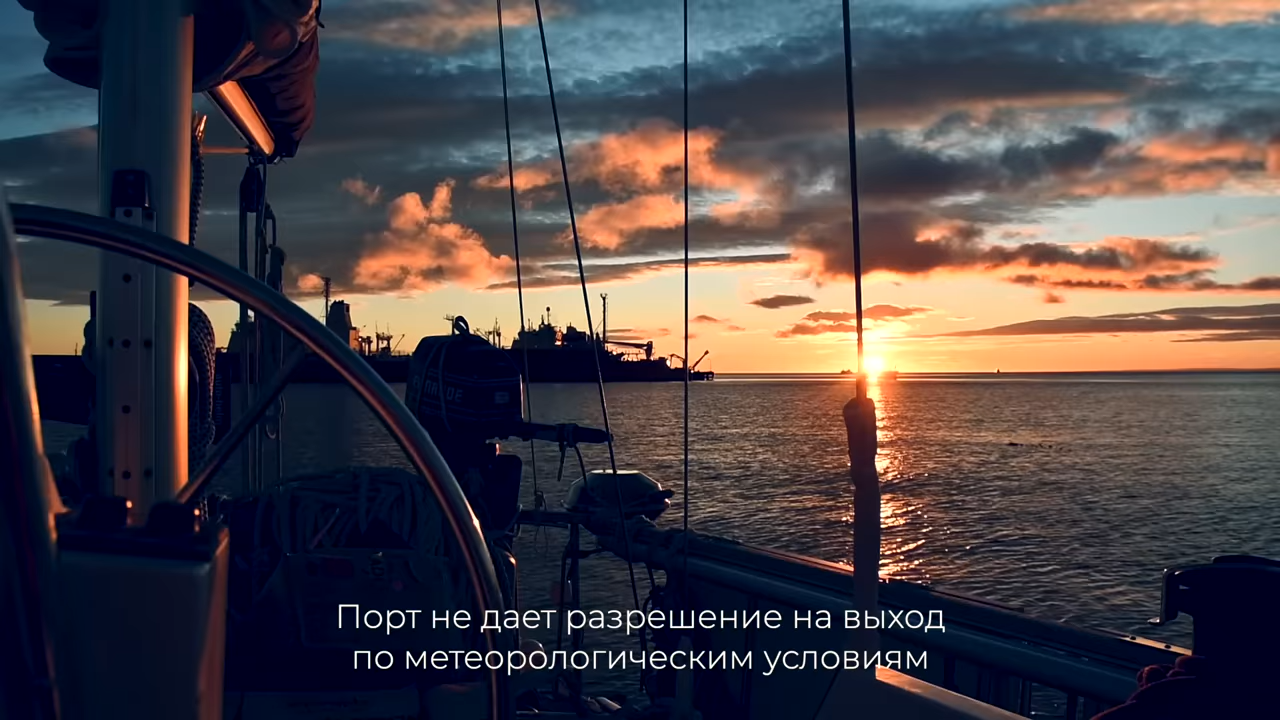 Порт не дает разрешение на выход
по метеорологическим условиям